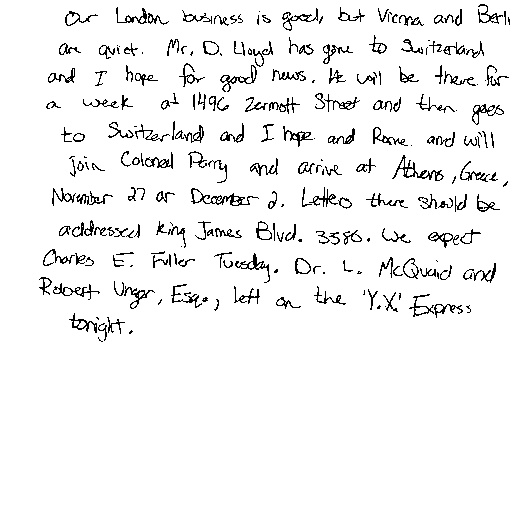 Our London business is good, but Vienna and Berli
are quiet. Mr. D. Lloyd has gone to Switzerland
and I hope for good news. He will be there for
a week at 1496 Zermott Street and then goes
to Switzerland and I hope and Rome and will
join Colonel Parry and arrive at Athens, Greece,
November 27 or December 2. Letters there should be
addressed King James Blvd. 3586. We expect
Charles E. Fuller Tuesday. Dr. L. McQuaid and
Robert Unger, Esq., left on the 'Y.X.' Express
tonight.